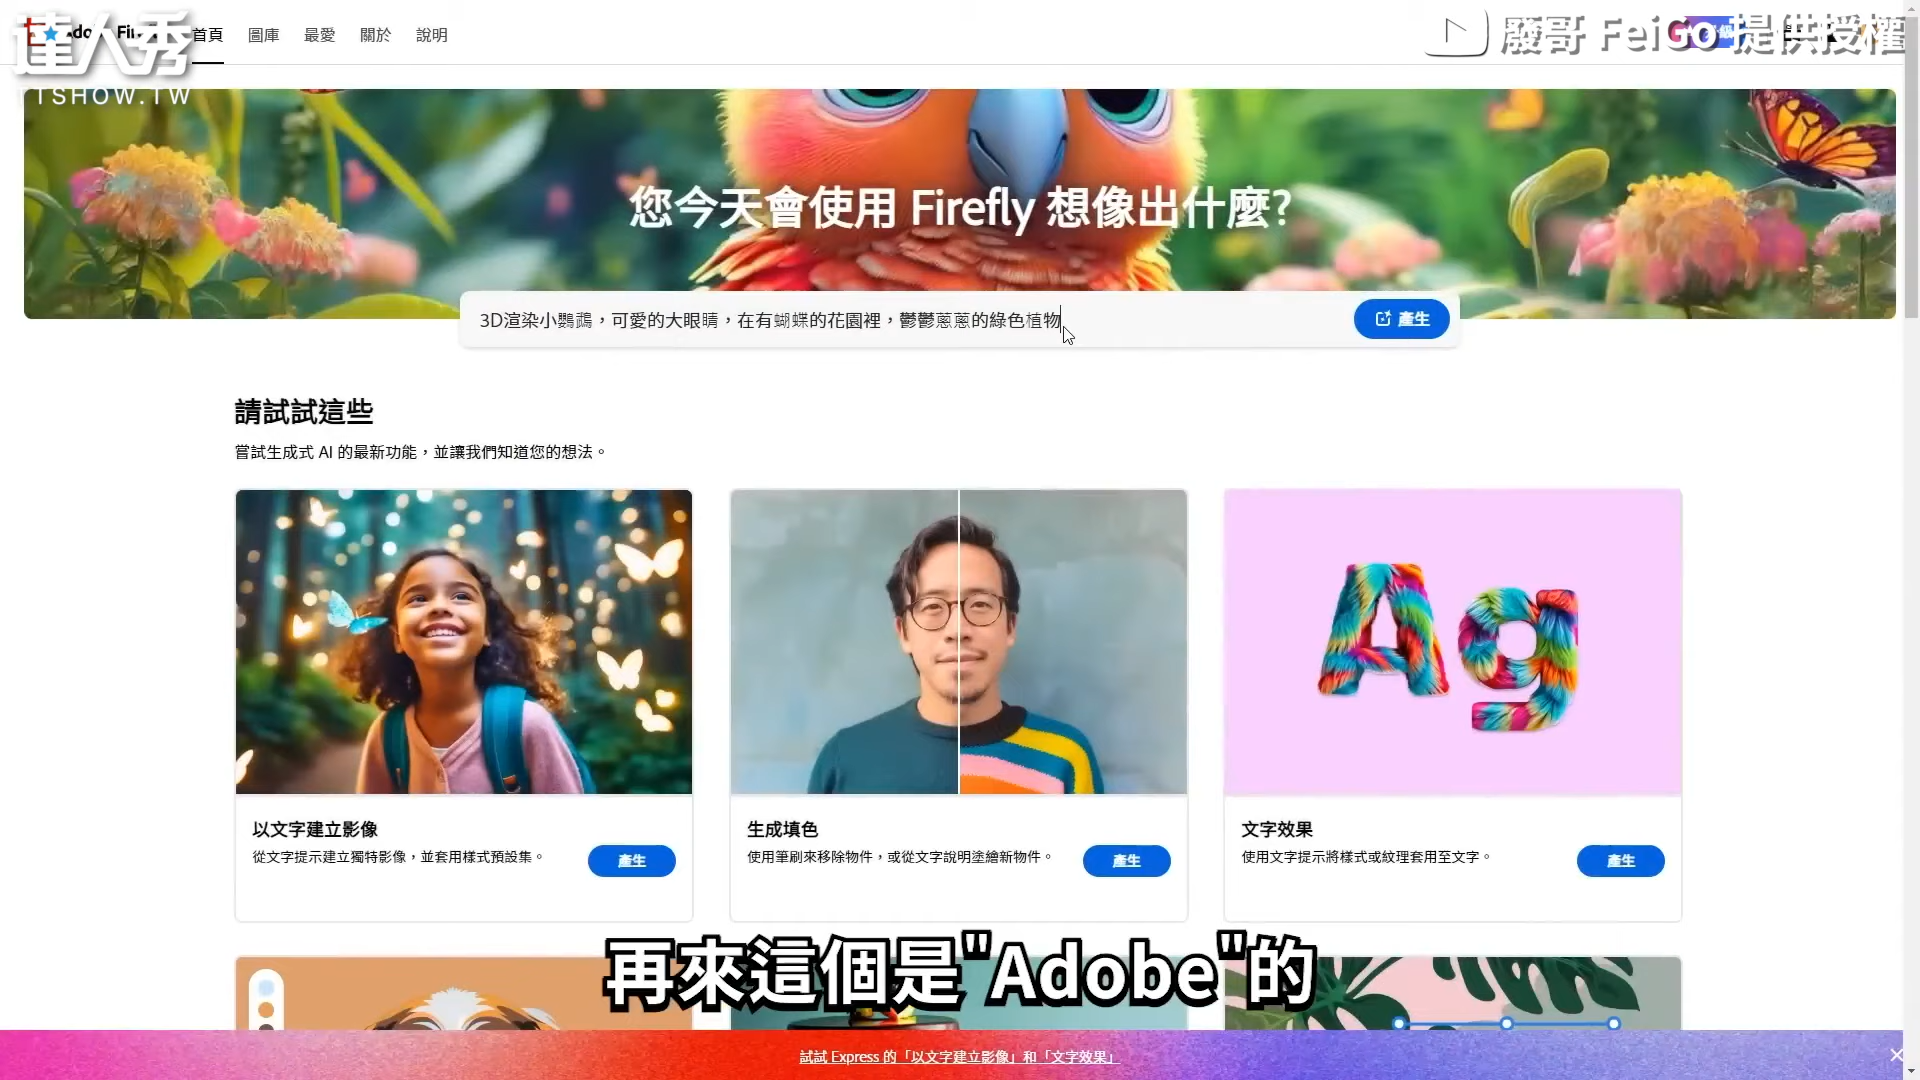 達人秀
TTSHOW.TW
首頁 圖庫 最愛 關於 說明
發哥 FeiGo 提供授權
您今天會使用 Firefly 想像出什麼?
3D渲染小鸚鵡，可愛的大眼睛，在有蝴蝶的花園裡，鬱鬱蔥蔥的綠色植物
產生
請試試這些
嘗試生成式 AI 的最新功能，並讓我們知道您的想法。
Ag
以文字建立影像
從文字提示建立獨特影像，並套用樣式預設集。
產生
生成填色
使用筆刷來移除物件，或從文字說明塗繪新物件。
產生
文字效果
使用文字提示將樣式或紋理套用至文字。
產生
再來這個是"Adobe"的
試試 Express 的「以文字建立影像」和「文字效果」